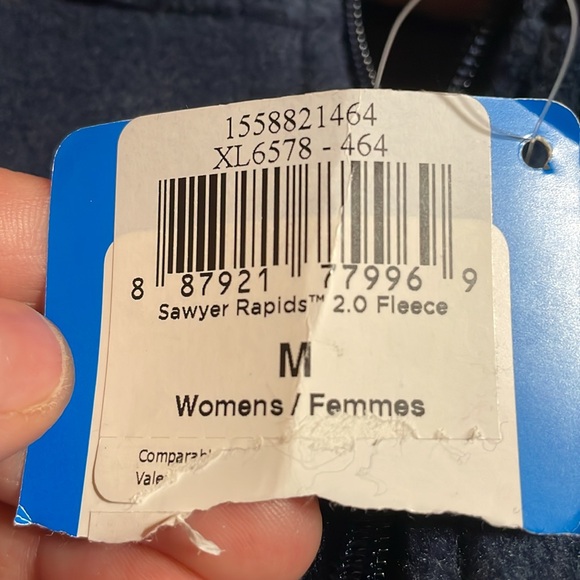 1558821464
XL6578 - 464
8 87921 77996 9
Sawyer Rapids™ 2.0 Fleece
M
Womens / Femmes